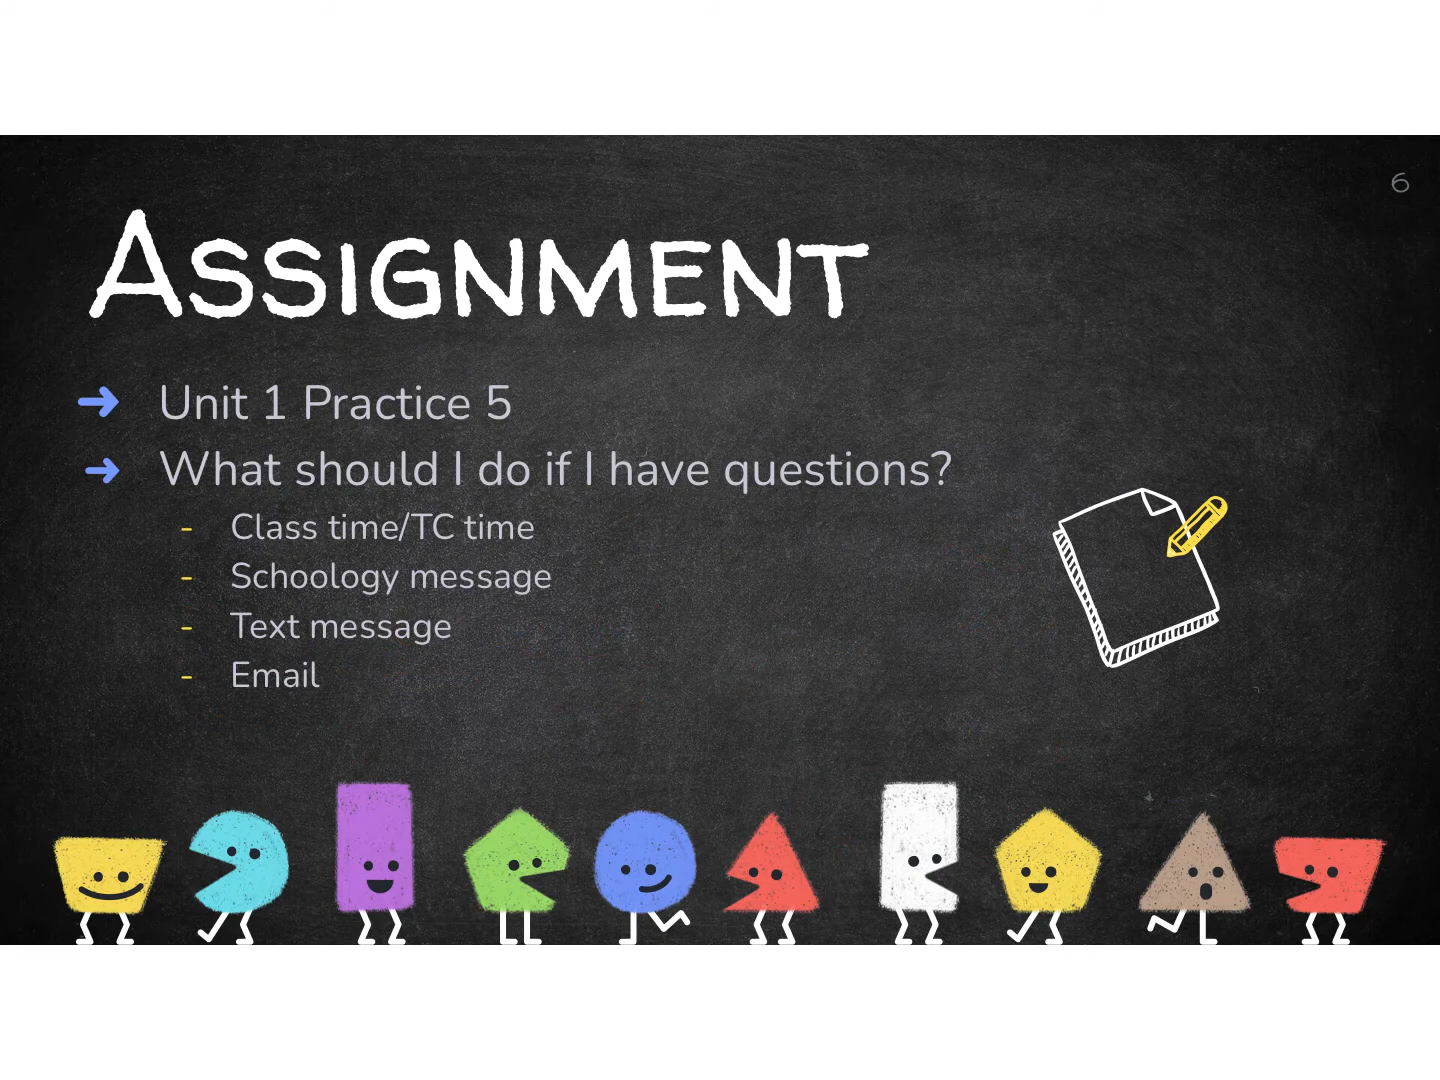 6
Assignment
➜ Unit 1 Practice 5
➜ What should I do if I have questions?
- Class time/TC time
- Schoology message
- Text message
- Email